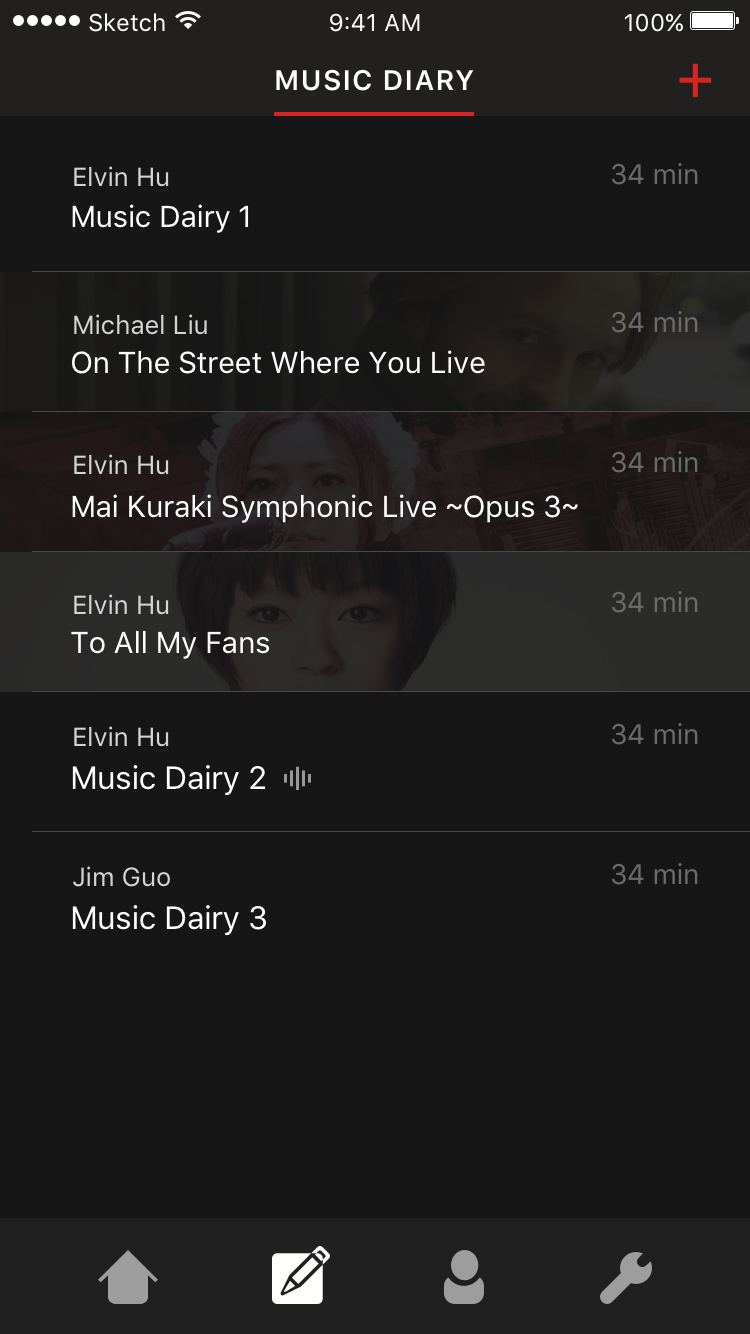 Sketch 9:41 AM 100%
MUSIC DIARY
Elvin Hu 34 min
Music Dairy 1
Michael Liu 34 min
On The Street Where You Live
Elvin Hu 34 min
Mai Kuraki Symphonic Live ~Opus 3~
Elvin Hu 34 min
To All My Fans
Elvin Hu 34 min
Music Dairy 2
Jim Guo 34 min
Music Dairy 3